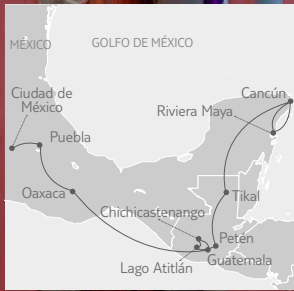 MÉXICO
GOLFO DE MÉXICO
Cancún
Ciudad de
México
Riviera Maya
Puebla
Oaxaca
Tikal
Chichicastenango
Petén
Guatemala
Lago Atitlán